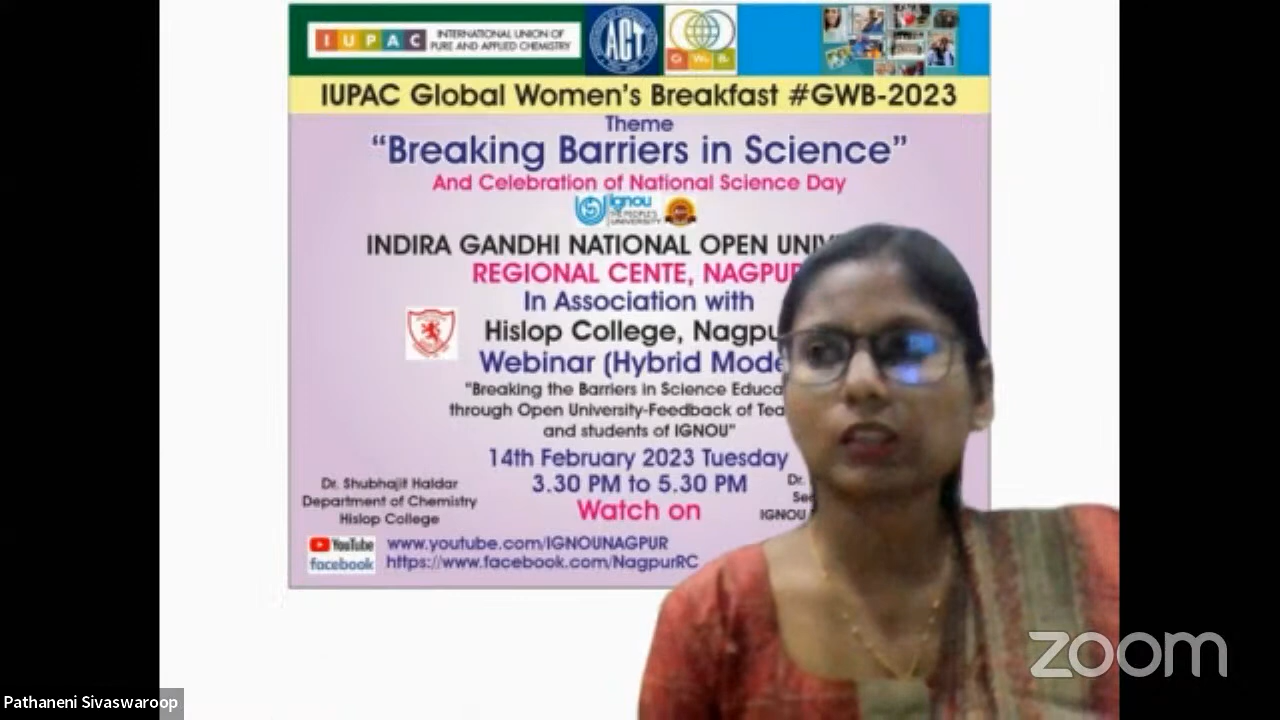 IUPAC INTERNATIONAL UNION OF
PURE AND APPLIED CHEMISTRY
ACT
IUPAC Global Women's Breakfast #GWB-2023
Theme
"Breaking Barriers in Science"
And Celebration of National Science Day
ignou
THE PEOPLE'S
UNIVERSITY
INDIRA GANDHI NATIONAL OPEN UNIV
REGIONAL CENTE, NAGPUR
In Association with
Hislop College, Nagpu
Webinar (Hybrid Mode
"Breaking the Barriers in Science Educa
through Open University-Feedback of Tea
and students of IGNOU"
14th February 2023 Tuesday
3.30 PM to 5.30 PM
Watch on
Dr. Shubhajit Haldar
Department of Chemistry
Hislop College
Dr.
Se
IGNOU
YouTube www.youtube.com/IGNOUNAGPUR
facebook https://www.facebook.com/NagpurRC
zoom
Pathaneni Sivaswaroop